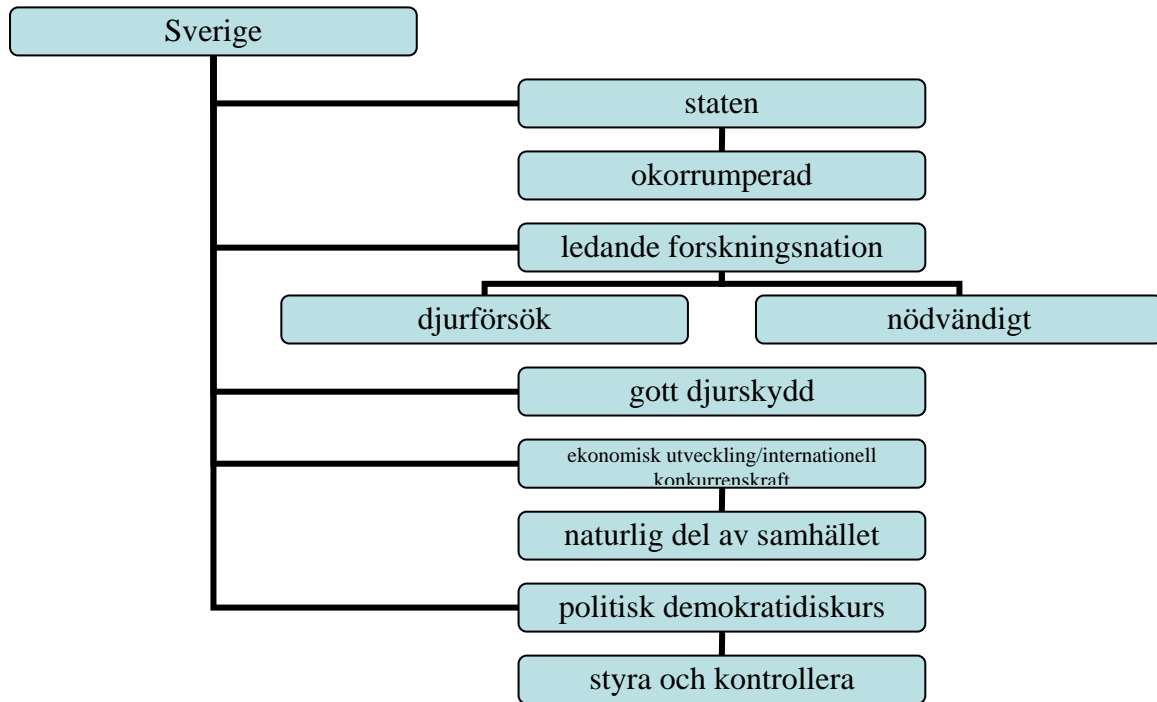 Sverige
staten
okorrumperad
ledande forskningsnation
djurförsök
nödvändigt
gott djurskydd
ekonomisk utveckling/internationell
konkurrenskraft
naturlig del av samhället
politisk demokratidiskurs
styra och kontrollera